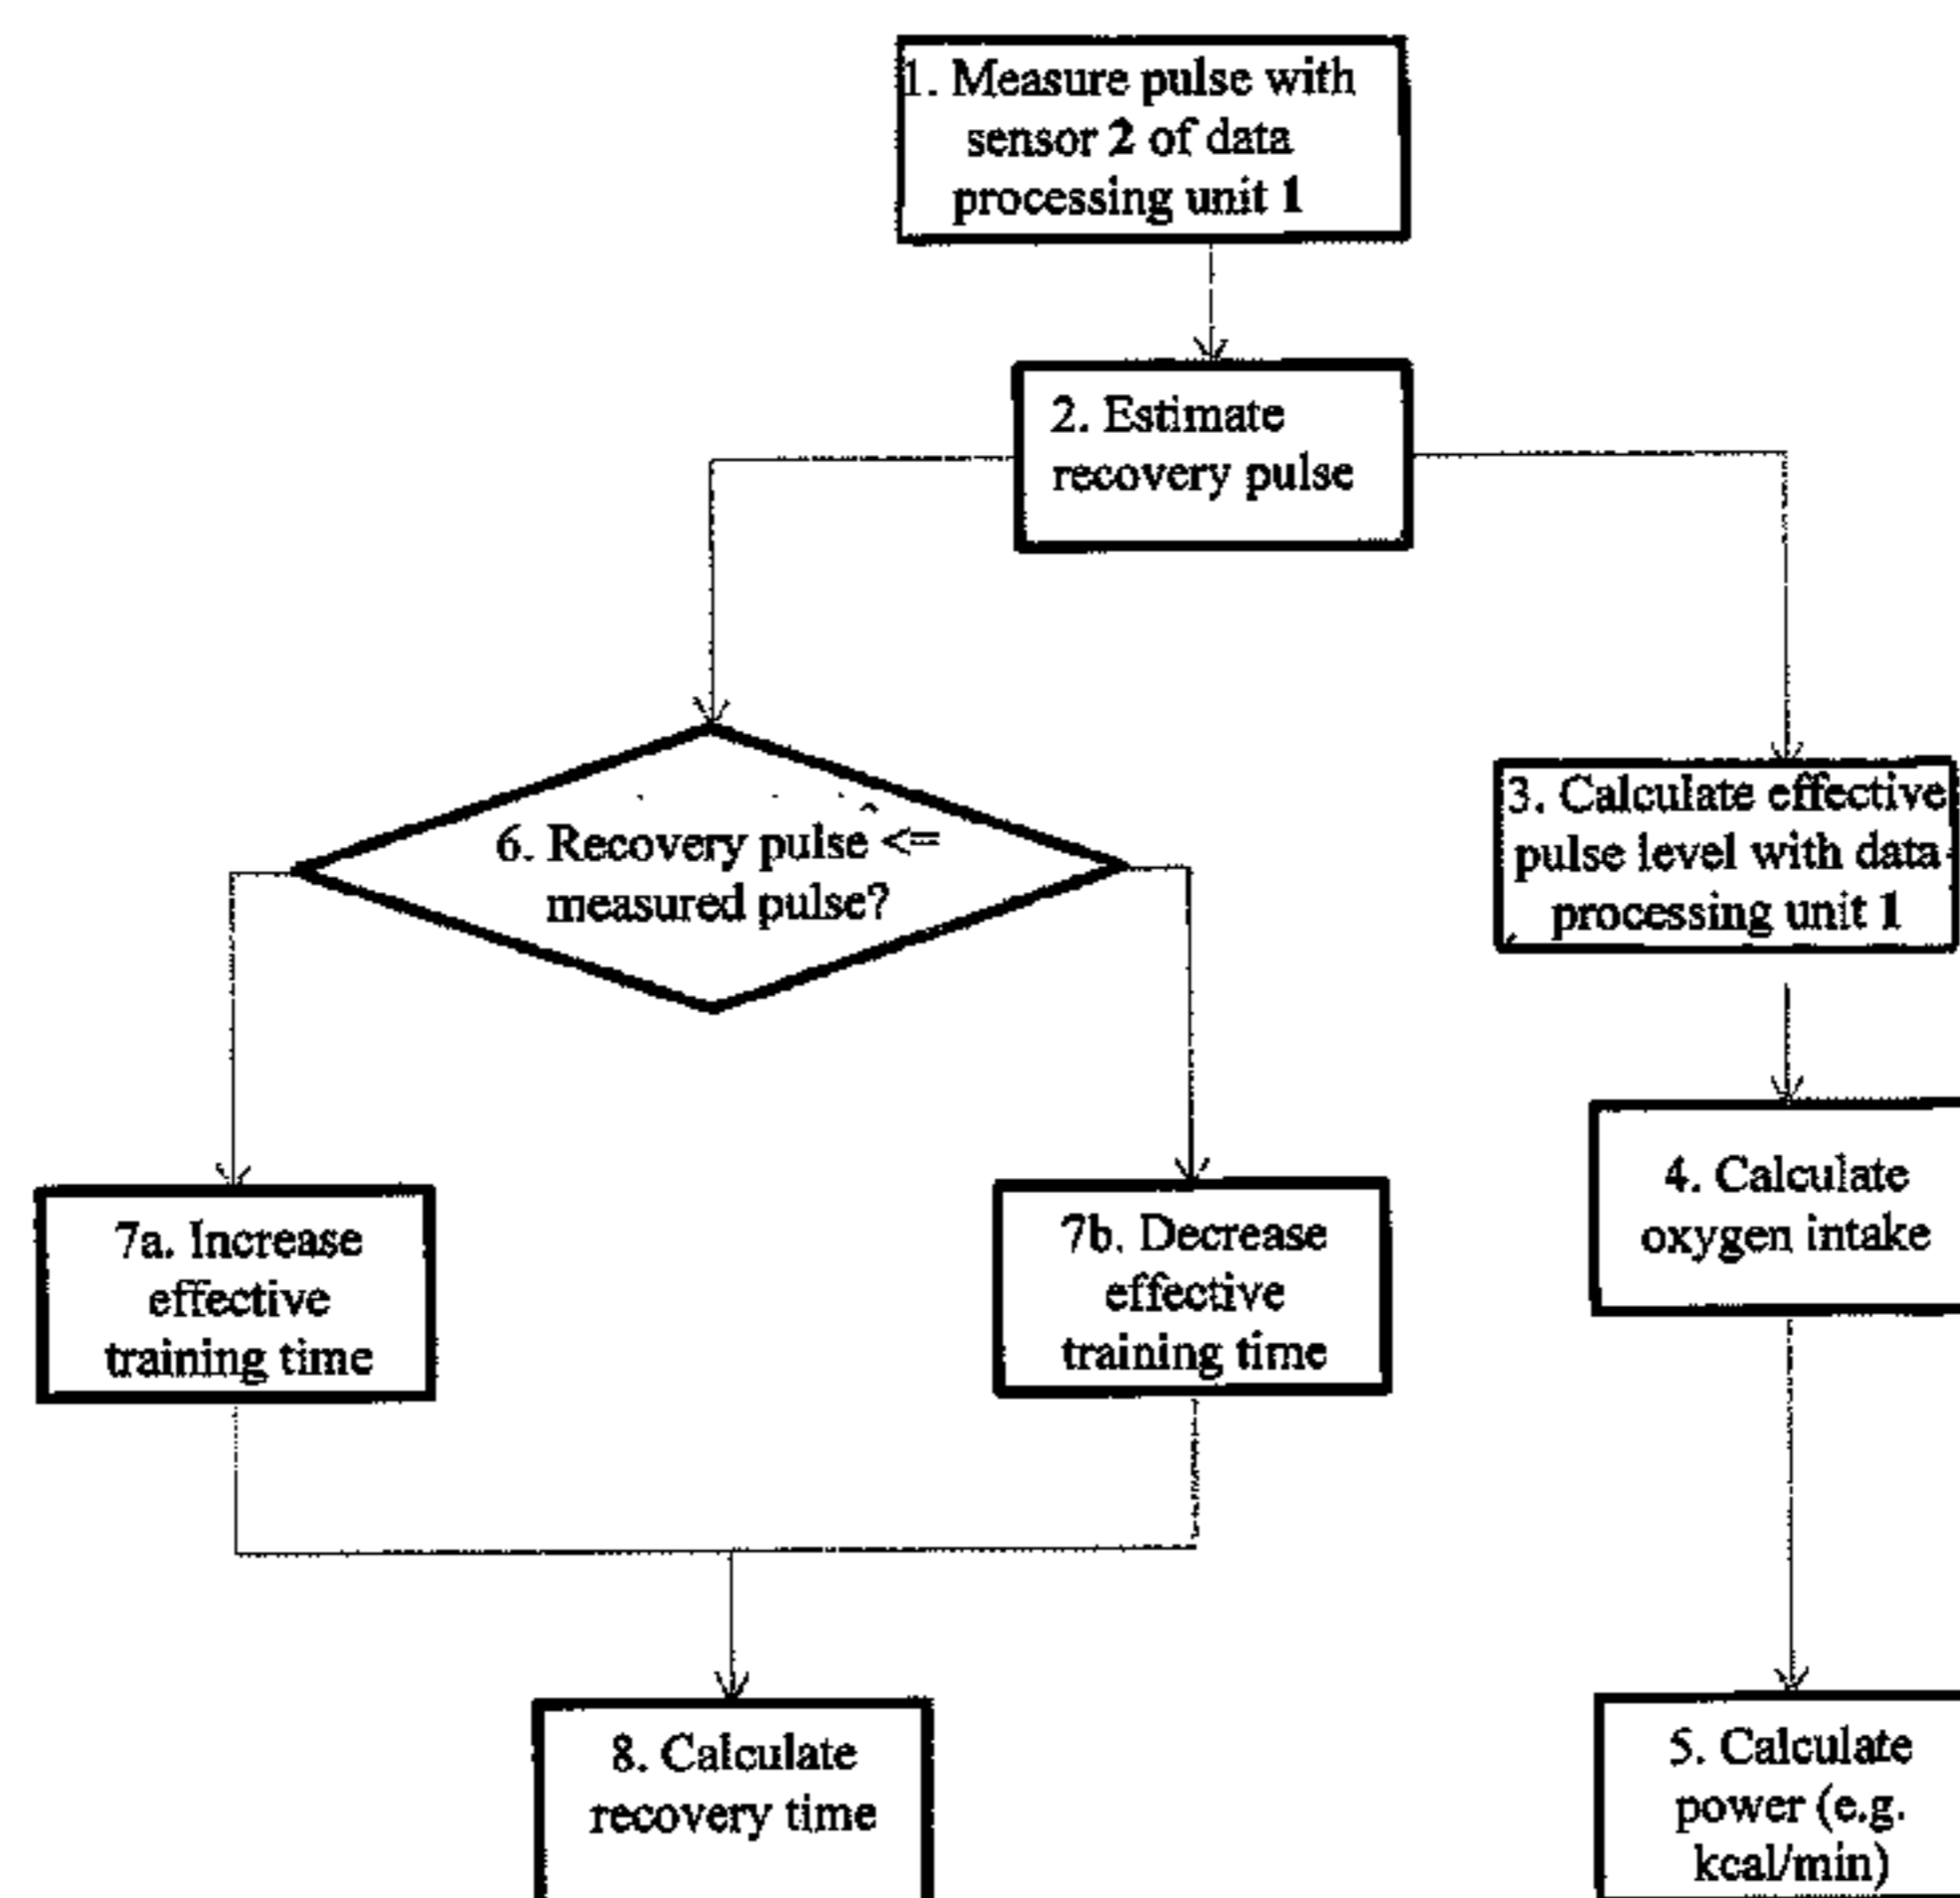 1. Measure pulse with
sensor 2 of data
processing unit 1
2. Estimate
recovery pulse
6. Recovery pulse <=
measured pulse?
3. Calculate effective
pulse level with data
processing unit 1
7a. Increase
effective
training time
7b. Decrease
effective
training time
4. Calculate
oxygen intake
8. Calculate
recovery time
5. Calculate
power (e.g.
kcal/min)